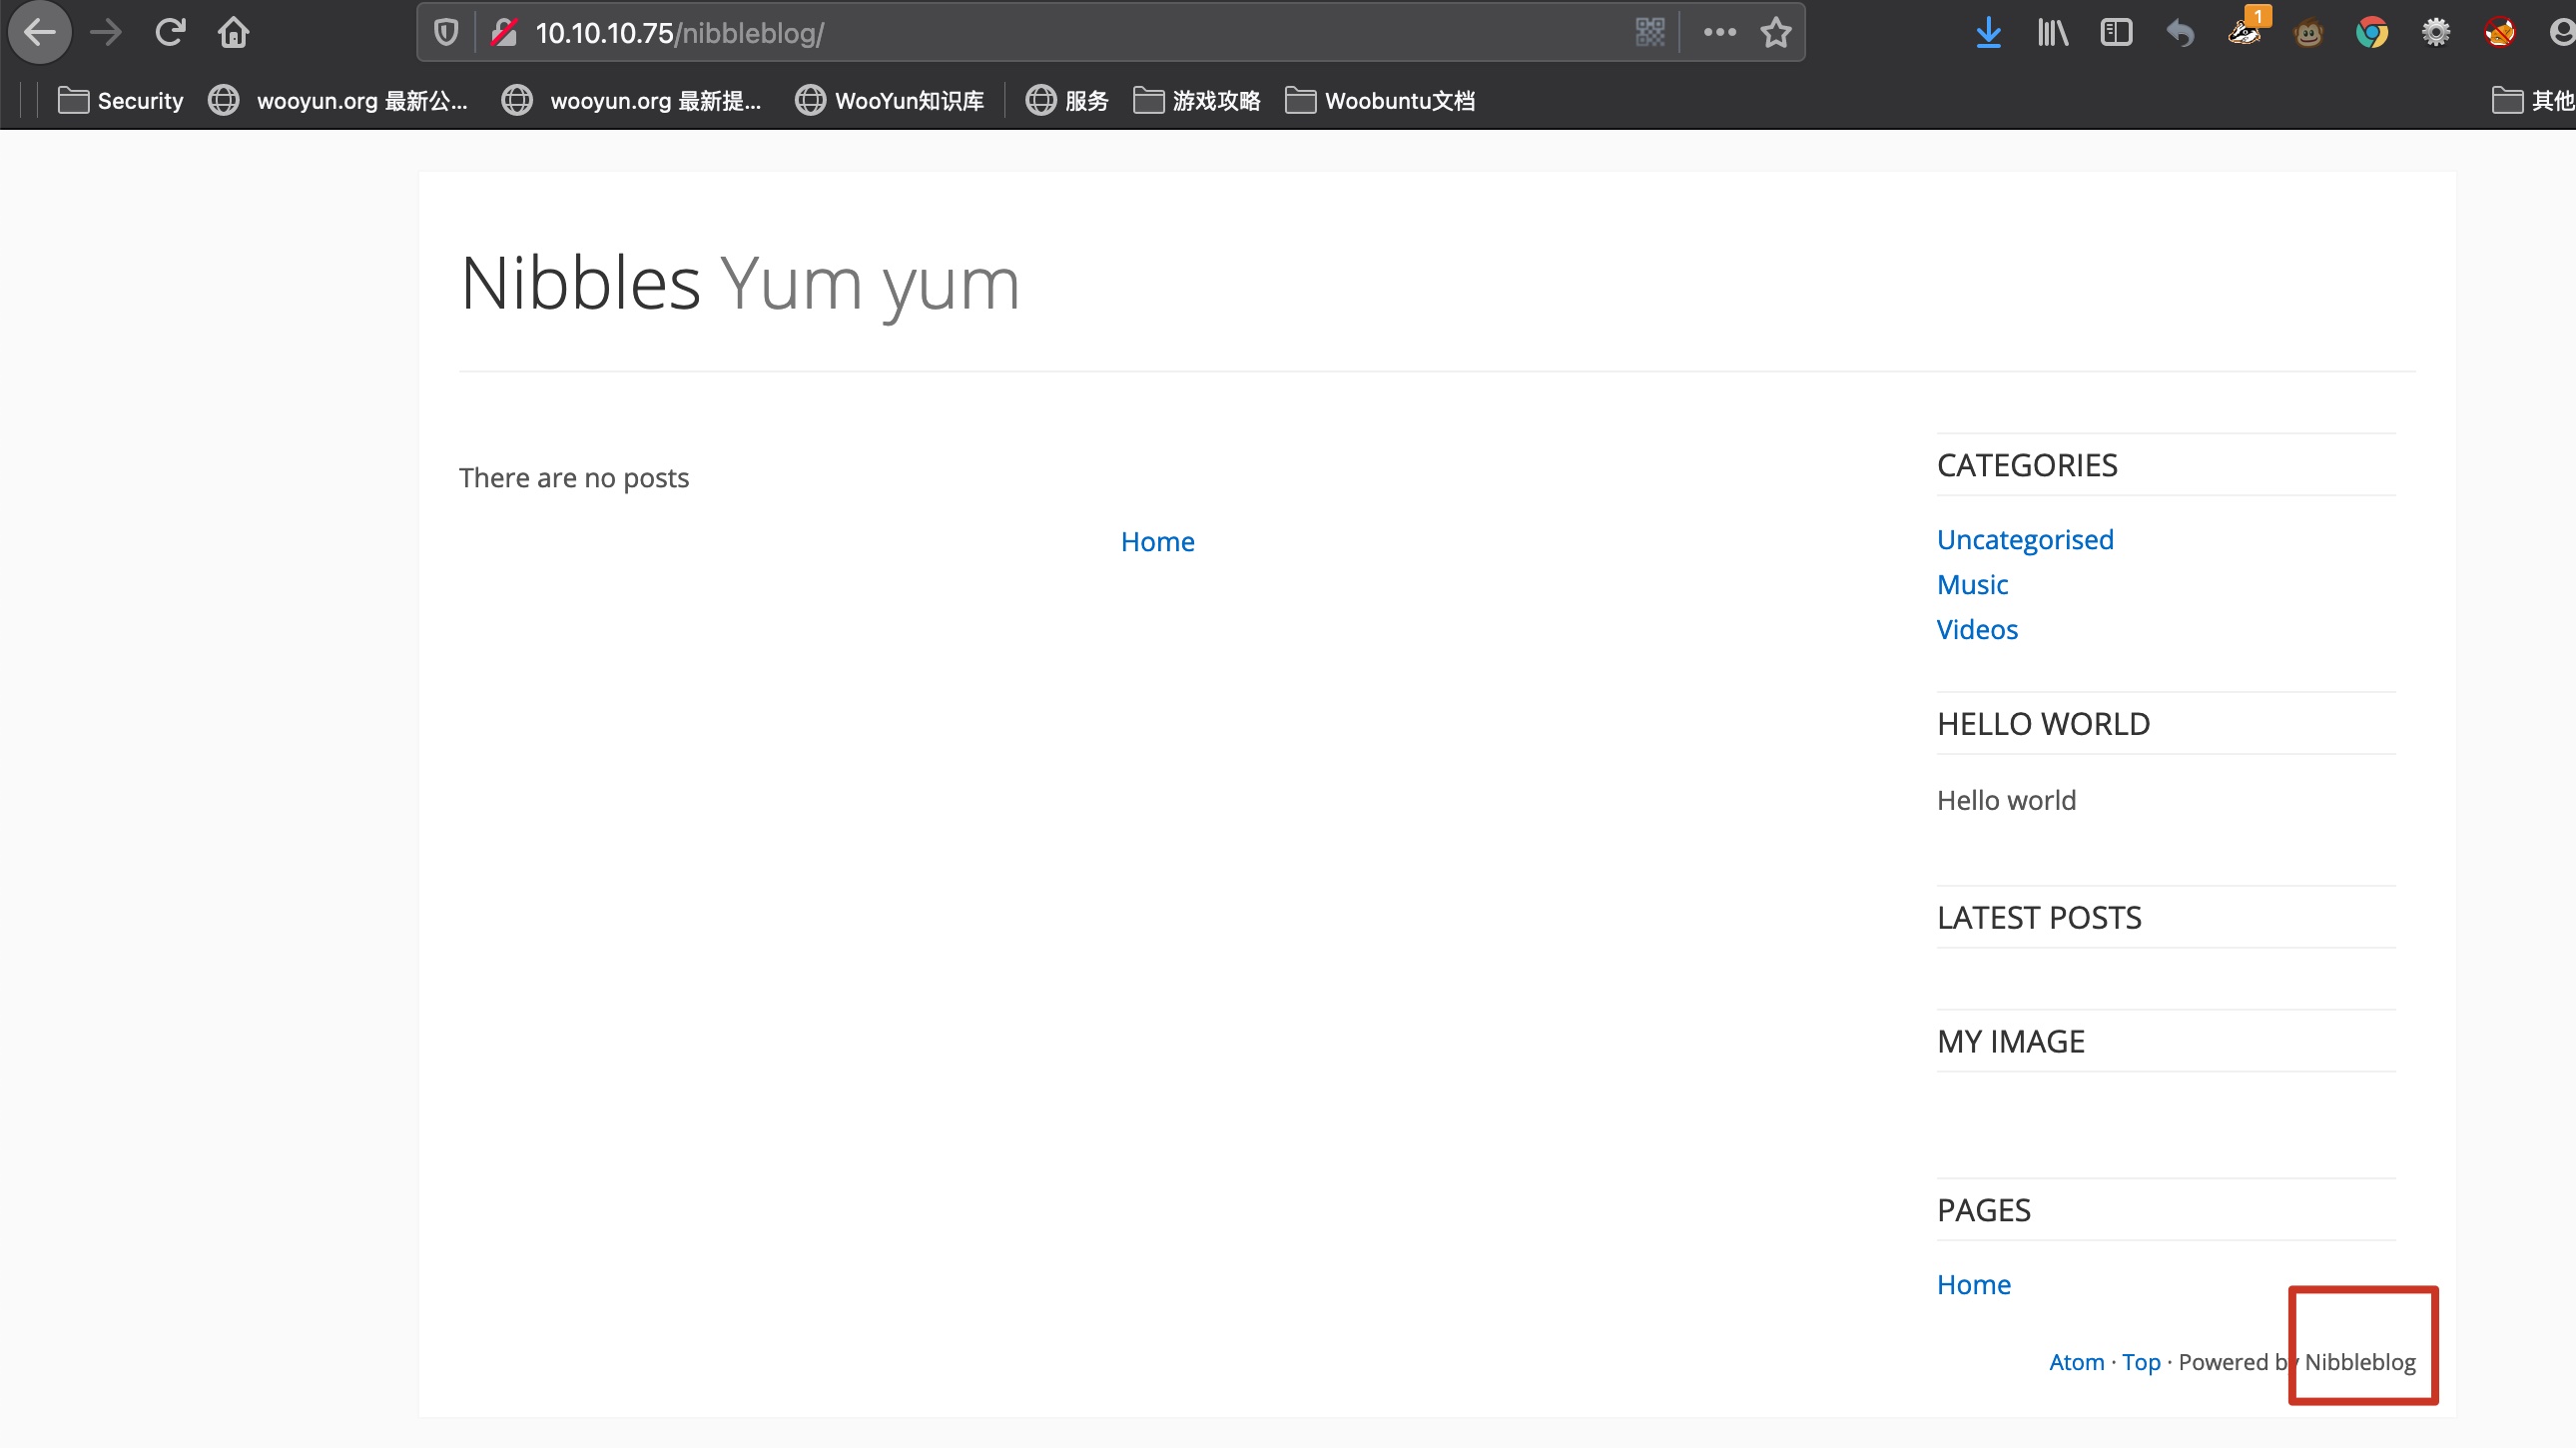 1
10.10.10.75/nibbleblog/
Security wooyun.org 最新公... wooyun.org 最新提... WooYun知识库 服务 游戏攻略 Woobuntu文档 其他
Nibbles Yum yum
There are no posts
Home
CATEGORIES
Uncategorised
Music
Videos
HELLO WORLD
Hello world
LATEST POSTS
MY IMAGE
PAGES
Home
Atom · Top · Powered by Nibbleblog